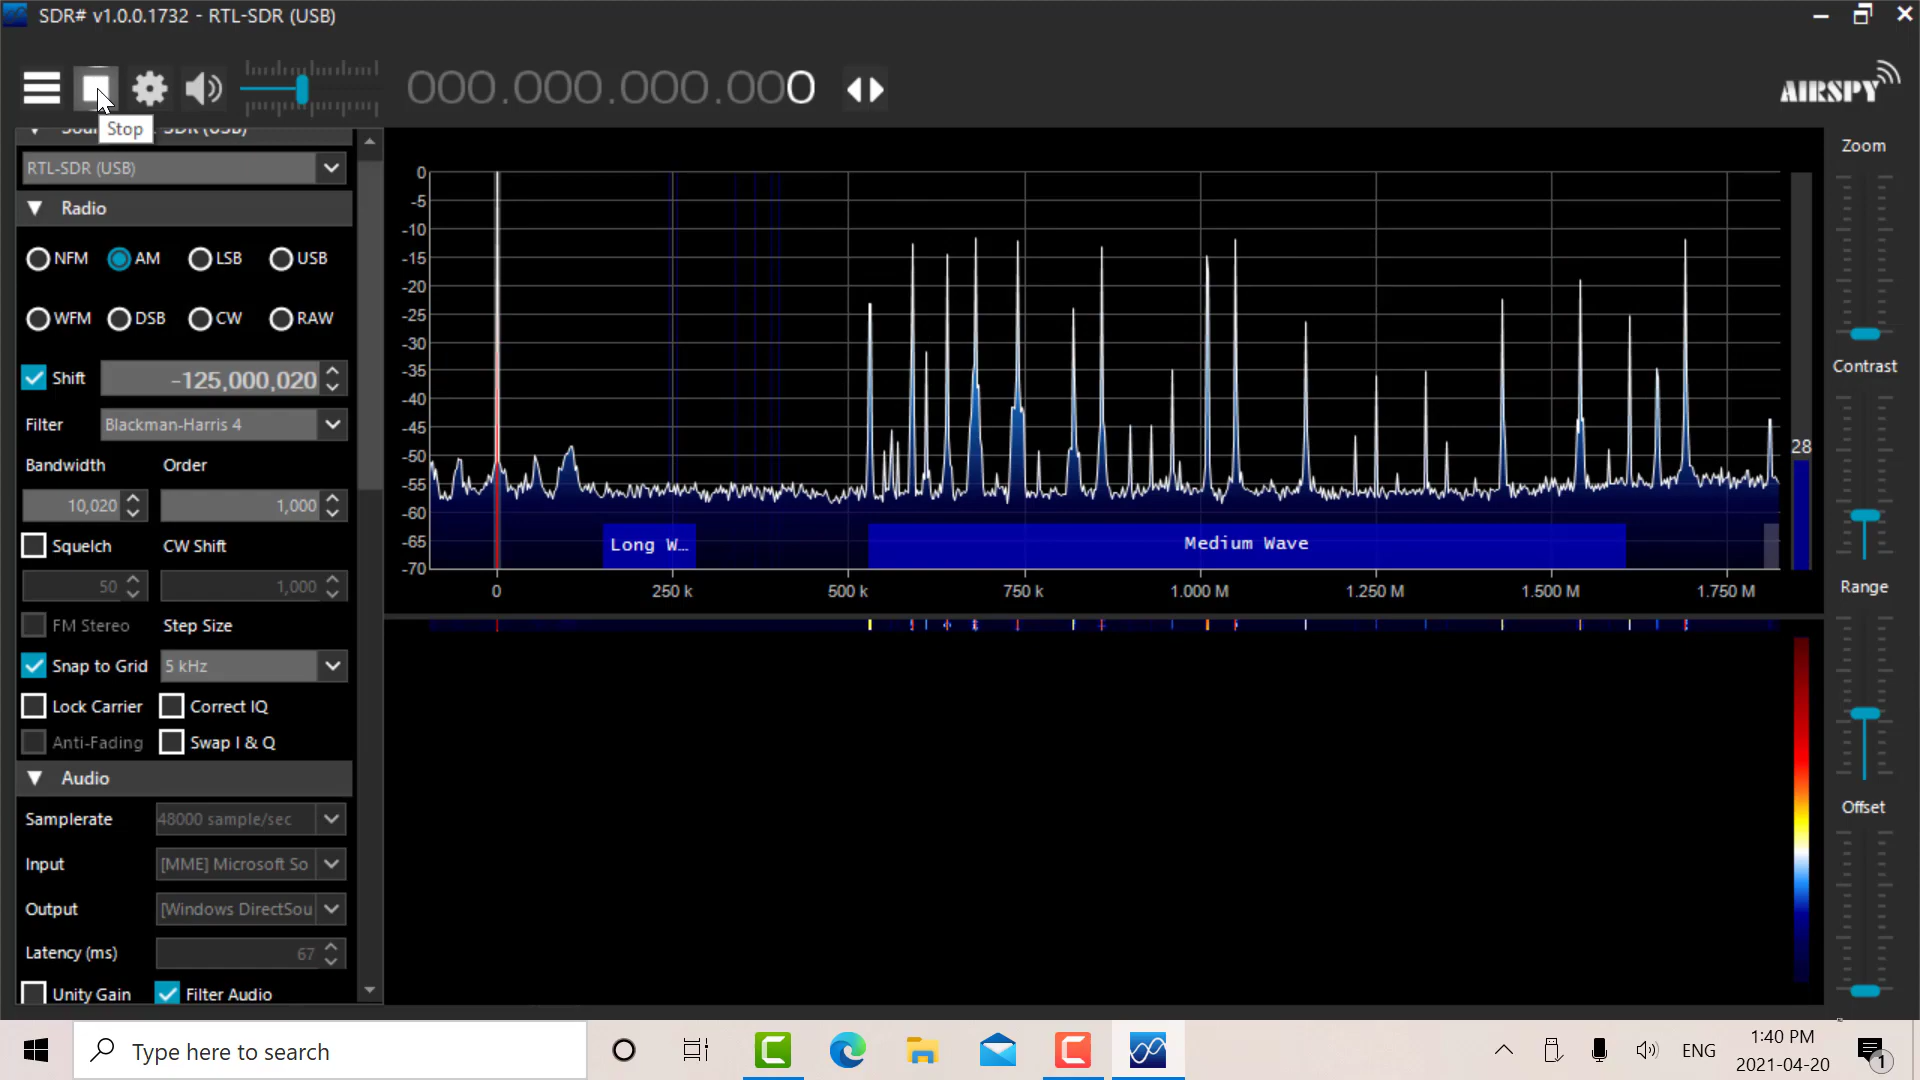 SDR# v1.0.0.1732 - RTL-SDR (USB)
000.000.000.000
AIRSPY
Stop
RTL-SDR (USB)
Radio
NFM AM LSB USB
WFM DSB CW RAW
Shift -125,000,020
Filter Blackman-Harris 4
Bandwidth Order
10,020 1,000
Squelch CW Shift
50 1,000
FM Stereo Step Size
Snap to Grid 5 kHz
Lock Carrier Correct IQ
Anti-Fading Swap I & Q
Audio
Samplerate 48000 sample/sec
Input [MME] Microsoft So
Output [Windows DirectSou
Latency (ms) 67
Unity Gain Filter Audio
0
-5
-10
-15
-20
-25
-30
-35
-40
-45
-50
-55
-60
-65
-70
Long W...
Medium Wave
0 250 k 500 k 750 k 1.000 M 1.250 M 1.500 M 1.750 M
28
Zoom
Contrast
Range
Offset
Type here to search
ENG
1:40 PM
2021-04-20
1